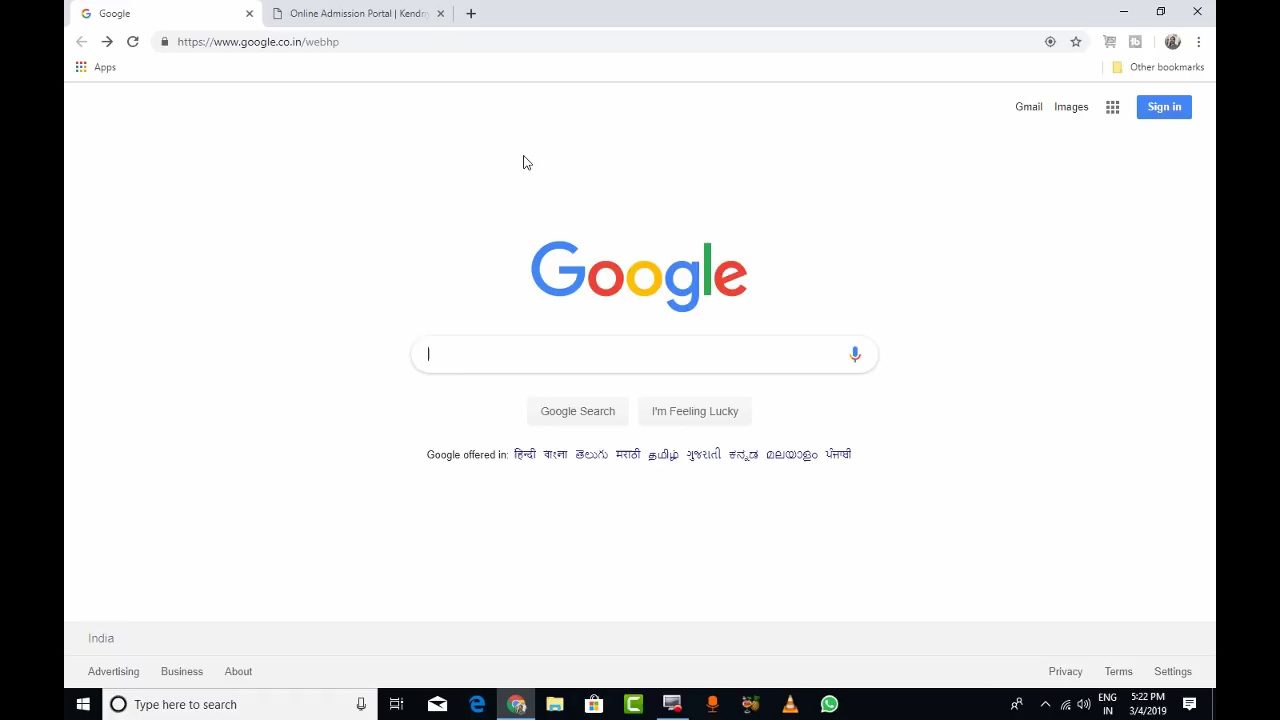 Google
Online Admission Portal | Kendr
https://www.google.co.in/webhp
Apps
Other bookmarks
Gmail Images Sign in
Google
Google Search I'm Feeling Lucky
Google offered in: हिन्दी বাংলা తెలుగు मराठी தமிழ் ગુજરાતી ಕನ್ನಡ മലയാളം ਪੰਜਾਬੀ
India
Advertising Business About
Privacy Terms Settings
Type here to search
ENG
IN
5:22 PM
3/4/2019